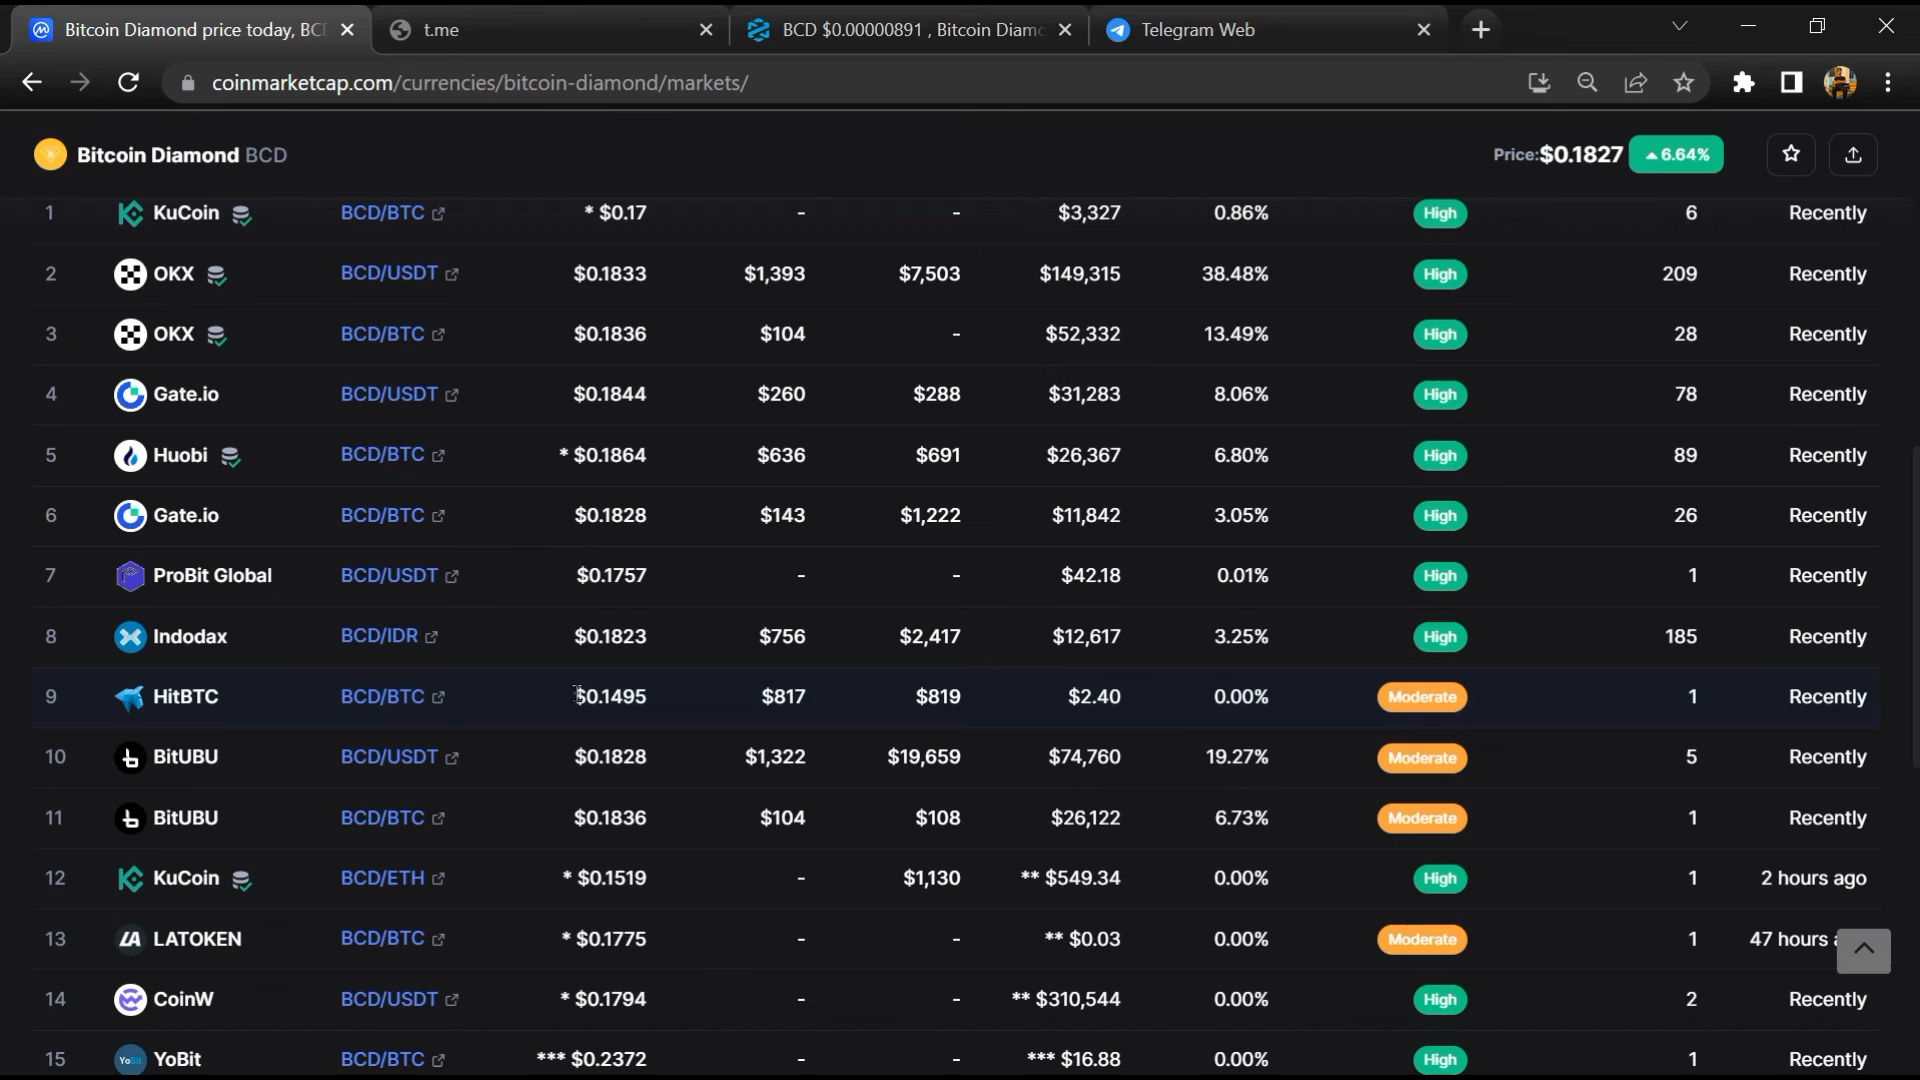 Bitcoin Diamond price today, BC
t.me
BCD $0.00000891 , Bitcoin Diamo
Telegram Web
coinmarketcap.com/currencies/bitcoin-diamond/markets/
Bitcoin Diamond BCD
Price:$0.1827 6.64%
1 KuCoin BCD/BTC * $0.17 - - $3,327 0.86% High 6 Recently
2 OKX BCD/USDT $0.1833 $1,393 $7,503 $149,315 38.48% High 209 Recently
3 OKX BCD/BTC $0.1836 $104 - $52,332 13.49% High 28 Recently
4 Gate.io BCD/USDT $0.1844 $260 $288 $31,283 8.06% High 78 Recently
5 Huobi BCD/BTC * $0.1864 $636 $691 $26,367 6.80% High 89 Recently
6 Gate.io BCD/BTC $0.1828 $143 $1,222 $11,842 3.05% High 26 Recently
7 ProBit Global BCD/USDT $0.1757 - - $42.18 0.01% High 1 Recently
8 Indodax BCD/IDR $0.1823 $756 $2,417 $12,617 3.25% High 185 Recently
9 HitBTC BCD/BTC $0.1495 $817 $819 $2.40 0.00% Moderate 1 Recently
10 BitUBU BCD/USDT $0.1828 $1,322 $19,659 $74,760 19.27% Moderate 5 Recently
11 BitUBU BCD/BTC $0.1836 $104 $108 $26,122 6.73% Moderate 1 Recently
12 KuCoin BCD/ETH * $0.1519 - $1,130 ** $549.34 0.00% High 1 2 hours ago
13 LATOKEN BCD/BTC * $0.1775 - - ** $0.03 0.00% Moderate 1 47 hours a
14 CoinW BCD/USDT * $0.1794 - - ** $310,544 0.00% High 2 Recently
15 YoBit YoBit BCD/BTC *** $0.2372 - - *** $16.88 0.00% High 1 Recently